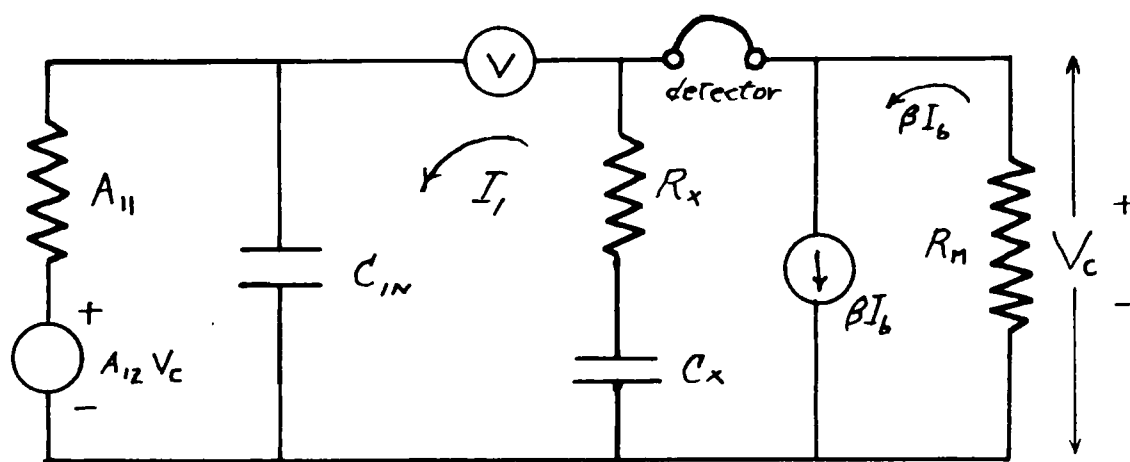 V
detector
βI_b
A_11
I_1
R_x
+
R_M
V_c
C_IN
βI_b
+
A_12 V_c
C_x
-
-